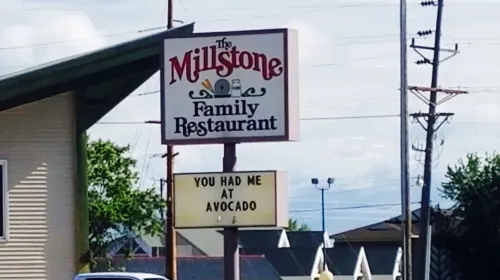 The
Millstone
Family
Restaurant
YOU HAD ME
AT
AVOCADO